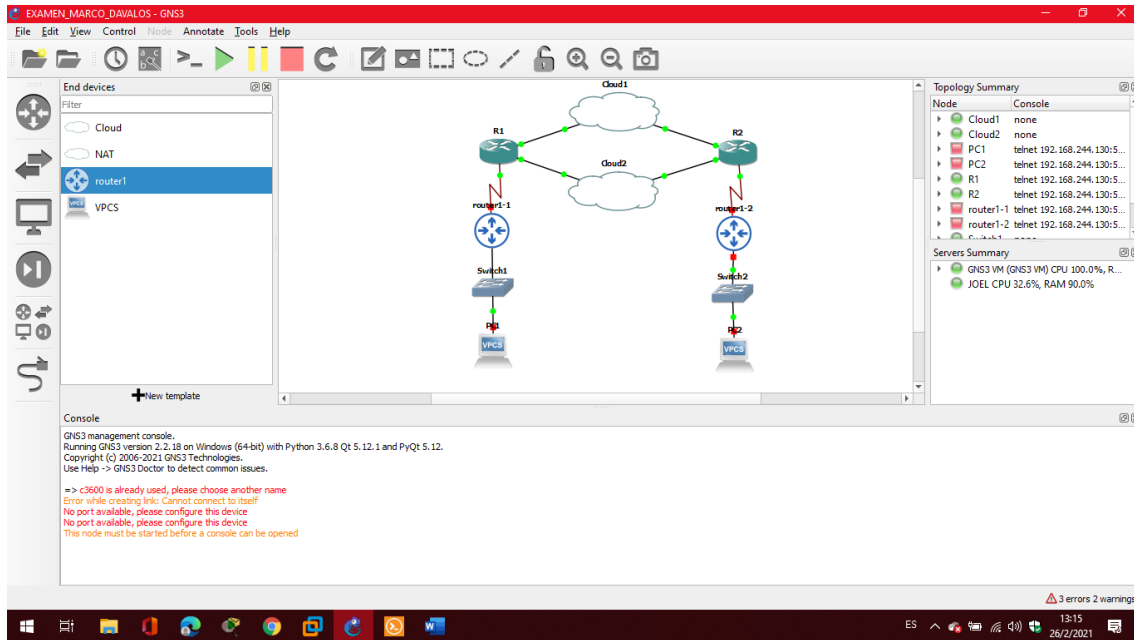 EXAMEN_MARCO_DAVALOS - GNS3
File Edit View Control Node Annotate Tools Help
End devices
Filter
Cloud
NAT
router1
VPCS
New template
Cloud1
R1
R2
Cloud2
router1-1
router1-2
Switch1
Switch2
PC1
PC2
VPCS
VPCS
Topology Summary
Node Console
Cloud1 none
Cloud2 none
PC1 telnet 192.168.244.130:5...
PC2 telnet 192.168.244.130:5...
R1 telnet 192.168.244.130:5...
R2 telnet 192.168.244.130:5...
router1-1 telnet 192.168.244.130:5...
router1-2 telnet 192.168.244.130:5...
Servers Summary
GNS3 VM (GNS3 VM) CPU 100.0%, R...
JOEL CPU 32.6%, RAM 90.0%
Console
GNS3 management console.
Running GNS3 version 2.2.18 on Windows (64-bit) with Python 3.6.8 Qt 5.12.1 and PyQt 5.12.
Copyright (c) 2006-2021 GNS3 Technologies.
Use Help -> GNS3 Doctor to detect common issues.
=> c3600 is already used, please choose another name
Error while creating link: Cannot connect to itself
No port available, please configure this device
No port available, please configure this device
This node must be started before a console can be opened
3 errors 2 warnings
ES
13:15
26/2/2021